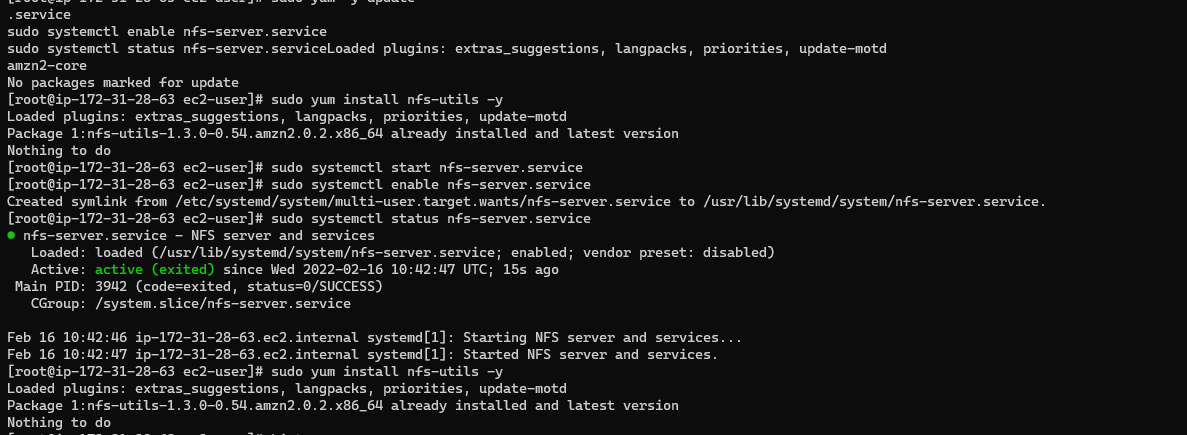 [root@ip-172-31-28-63 ec2-user]# sudo yum -y update
.service
sudo systemctl enable nfs-server.service
sudo systemctl status nfs-server.serviceLoaded plugins: extras_suggestions, langpacks, priorities, update-motd
amzn2-core
No packages marked for update
[root@ip-172-31-28-63 ec2-user]# sudo yum install nfs-utils -y
Loaded plugins: extras_suggestions, langpacks, priorities, update-motd
Package 1:nfs-utils-1.3.0-0.54.amzn2.0.2.x86_64 already installed and latest version
Nothing to do
[root@ip-172-31-28-63 ec2-user]# sudo systemctl start nfs-server.service
[root@ip-172-31-28-63 ec2-user]# sudo systemctl enable nfs-server.service
Created symlink from /etc/systemd/system/multi-user.target.wants/nfs-server.service to /usr/lib/systemd/system/nfs-server.service.
[root@ip-172-31-28-63 ec2-user]# sudo systemctl status nfs-server.service
● nfs-server.service - NFS server and services
   Loaded: loaded (/usr/lib/systemd/system/nfs-server.service; enabled; vendor preset: disabled)
   Active: active (exited) since Wed 2022-02-16 10:42:47 UTC; 15s ago
 Main PID: 3942 (code=exited, status=0/SUCCESS)
   CGroup: /system.slice/nfs-server.service
Feb 16 10:42:46 ip-172-31-28-63.ec2.internal systemd[1]: Starting NFS server and services...
Feb 16 10:42:47 ip-172-31-28-63.ec2.internal systemd[1]: Started NFS server and services.
[root@ip-172-31-28-63 ec2-user]# sudo yum install nfs-utils -y
Loaded plugins: extras_suggestions, langpacks, priorities, update-motd
Package 1:nfs-utils-1.3.0-0.54.amzn2.0.2.x86_64 already installed and latest version
Nothing to do